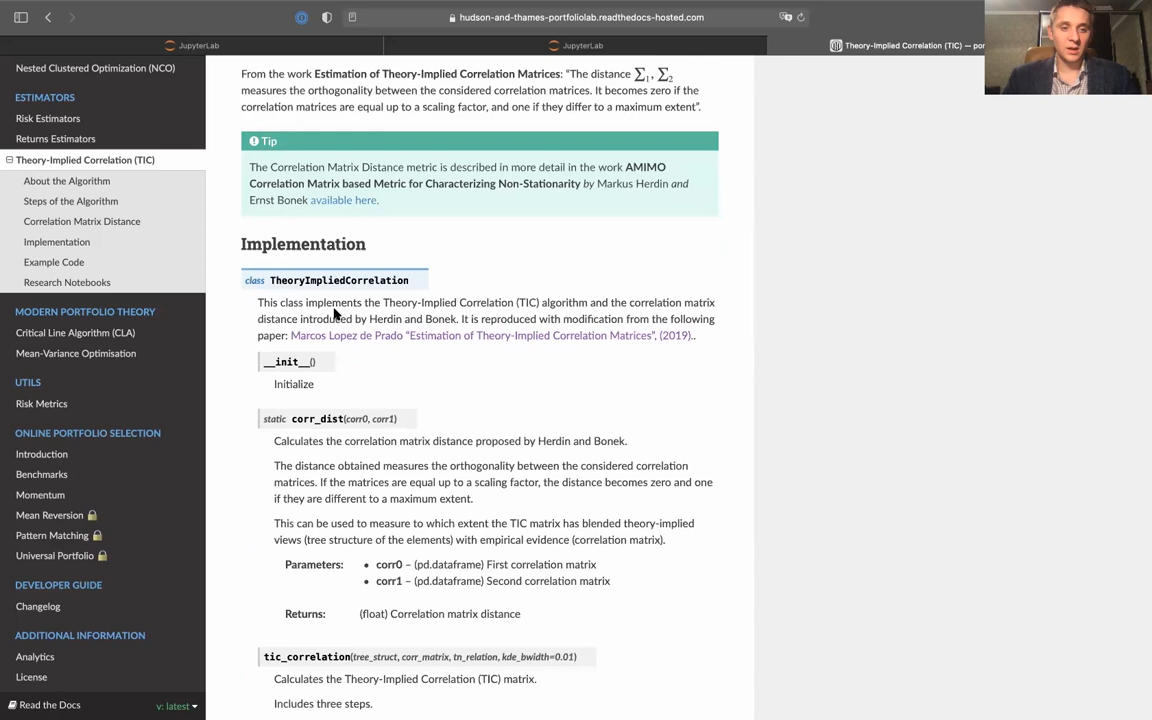 hudson-and-thames-portfoliolab.readthedocs-hosted.com
JupyterLab
JupyterLab
Theory-Implied Correlation (TIC) — por
Nested Clustered Optimization (NCO)
ESTIMATORS
Risk Estimators
Returns Estimators
Theory-Implied Correlation (TIC)
About the Algorithm
Steps of the Algorithm
Correlation Matrix Distance
Implementation
Example Code
Research Notebooks
MODERN PORTFOLIO THEORY
Critical Line Algorithm (CLA)
Mean-Variance Optimisation
UTILS
Risk Metrics
ONLINE PORTFOLIO SELECTION
Introduction
Benchmarks
Momentum
Mean Reversion
Pattern Matching
Universal Portfolio
DEVELOPER GUIDE
Changelog
ADDITIONAL INFORMATION
Analytics
License
Read the Docs
v: latest
From the work Estimation of Theory-Implied Correlation Matrices: “The distance ∑1, ∑2
measures the orthogonality between the considered correlation matrices. It becomes zero if the
correlation matrices are equal up to a scaling factor, and one if they differ to a maximum extent”.
Tip
The Correlation Matrix Distance metric is described in more detail in the work AMIMO
Correlation Matrix based Metric for Characterizing Non-Stationarity by Markus Herdin and
Ernst Bonek available here.
Implementation
class TheoryImpliedCorrelation
This class implements the Theory-Implied Correlation (TIC) algorithm and the correlation matrix
distance introduced by Herdin and Bonek. It is reproduced with modification from the following
paper: Marcos Lopez de Prado “Estimation of Theory-Implied Correlation Matrices”, (2019)..
__init__()
Initialize
static corr_dist(corr0, corr1)
Calculates the correlation matrix distance proposed by Herdin and Bonek.
The distance obtained measures the orthogonality between the considered correlation
matrices. If the matrices are equal up to a scaling factor, the distance becomes zero and one
if they are different to a maximum extent.
This can be used to measure to which extent the TIC matrix has blended theory-implied
views (tree structure of the elements) with empirical evidence (correlation matrix).
Parameters:
• corr0 – (pd.dataframe) First correlation matrix
• corr1 – (pd.dataframe) Second correlation matrix
Returns: (float) Correlation matrix distance
tic_correlation(tree_struct, corr_matrix, tn_relation, kde_bwidth=0.01)
Calculates the Theory-Implied Correlation (TIC) matrix.
Includes three steps.